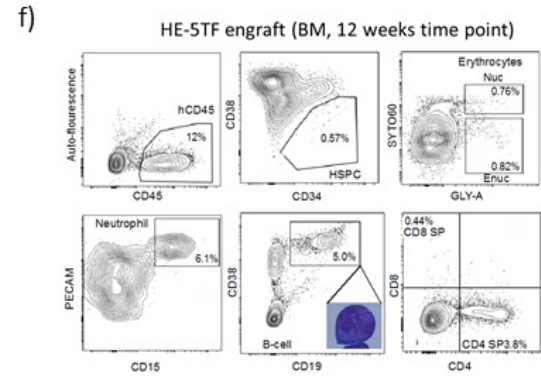 f)
HE-5TF engraft (BM, 12 weeks time point)
Auto-flourescence
hCD45
12%
CD45
CD38
0.57%
HSPC
CD34
SYTO60
Erythrocytes
Nuc
0.76%
0.82%
Enuc
GLY-A
PECAM
Neutrophil
6.1%
CD15
CD38
5.0%
B-cell
CD19
CD8
0.44%
CD8 SP
CD4 SP3.8%
CD4